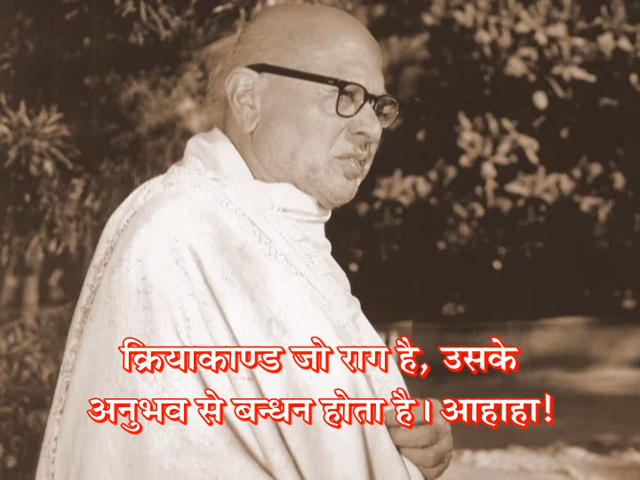 क्रियाकाण्ड जो राग है, उसके
अनुभव से बन्धन होता है। आहाहा!